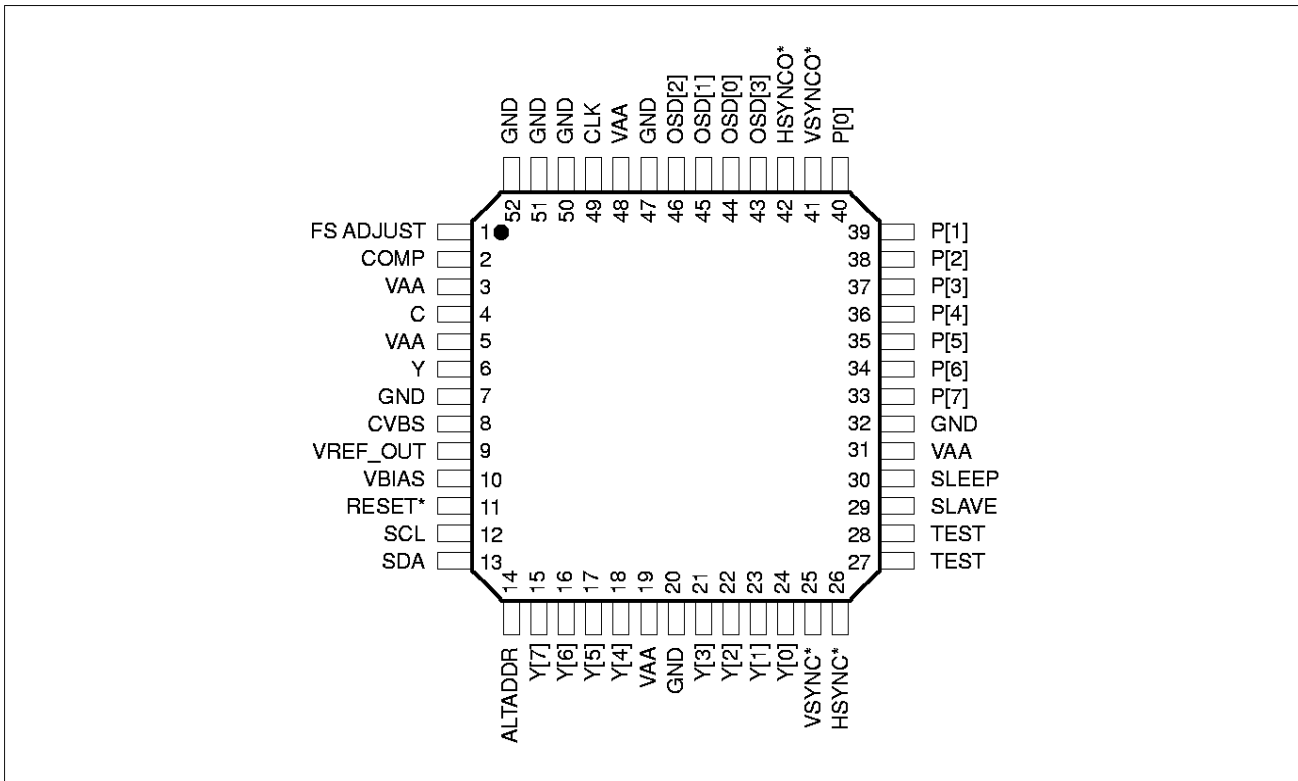 GND GND GND CLK VAA GND OSD[2] OSD[1] OSD[0] OSD[3] HSYNCO* VSYNCO* P[0]
52 51 50 49 48 47 46 45 44 43 42 41 40
FS ADJUST 1 39 P[1]
COMP 2 38 P[2]
VAA 3 37 P[3]
C 4 36 P[4]
VAA 5 35 P[5]
Y 6 34 P[6]
GND 7 33 P[7]
CVBS 8 32 GND
VREF_OUT 9 31 VAA
VBIAS 10 30 SLEEP
RESET* 11 29 SLAVE
SCL 12 28 TEST
SDA 13 27 TEST
14 15 16 17 18 19 20 21 22 23 24 25 26
ALTADDR Y[7] Y[6] Y[5] Y[4] VAA GND Y[3] Y[2] Y[1] Y[0] VSYNC* HSYNC*